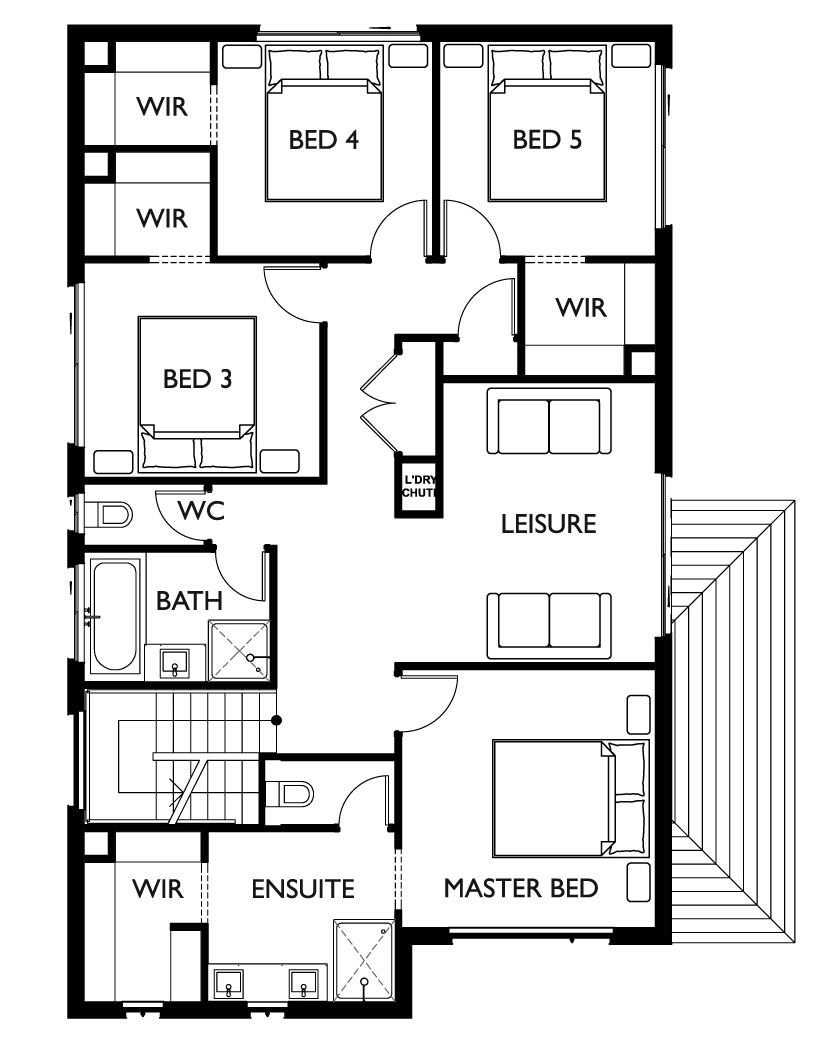 WIR
BED 4
BED 5
WIR
WIR
BED 3
L'DRY
CHUTE
WC
LEISURE
BATH
WIR
ENSUITE
MASTER BED